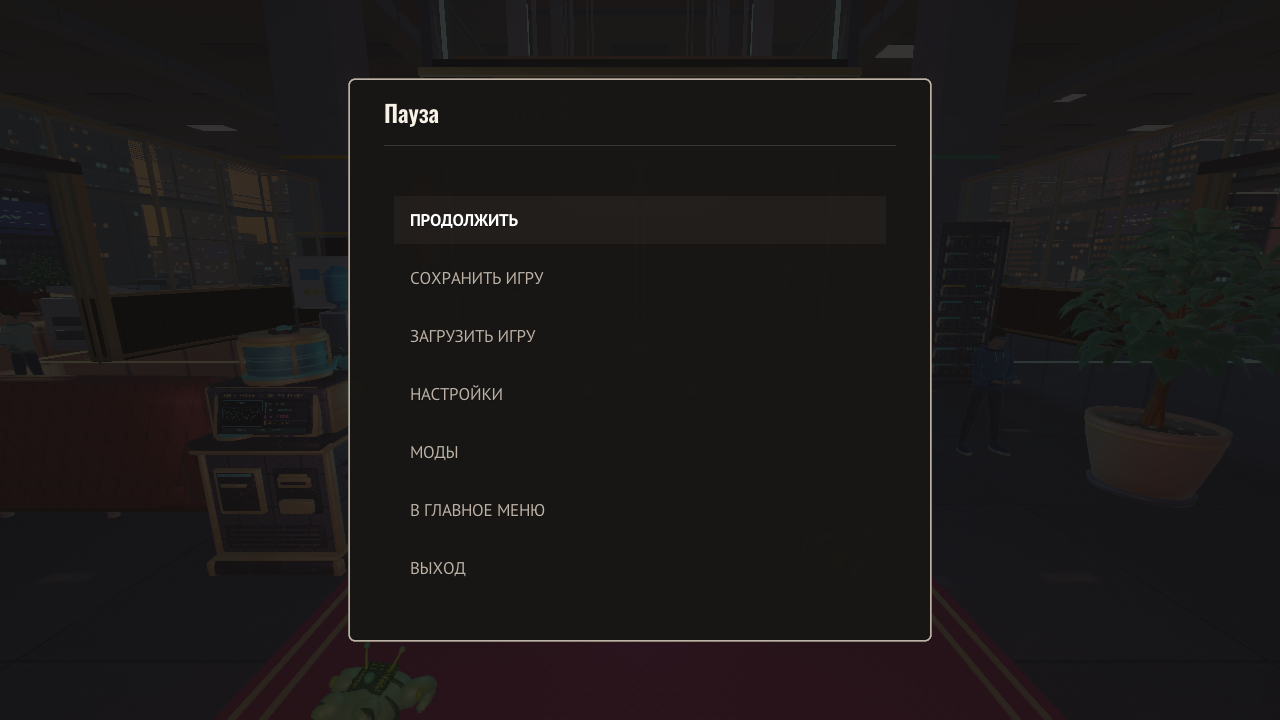 Пауза
ПРОДОЛЖИТЬ
СОХРАНИТЬ ИГРУ
ЗАГРУЗИТЬ ИГРУ
НАСТРОЙКИ
МОДЫ
В ГЛАВНОЕ МЕНЮ
ВЫХОД